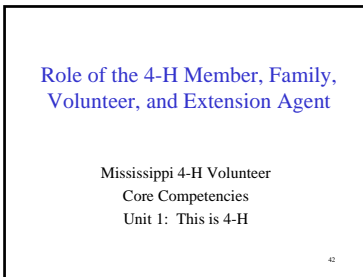 Role of the 4-H Member, Family,
Volunteer, and Extension Agent
Mississippi 4-H Volunteer
Core Competencies
Unit 1: This is 4-H
42